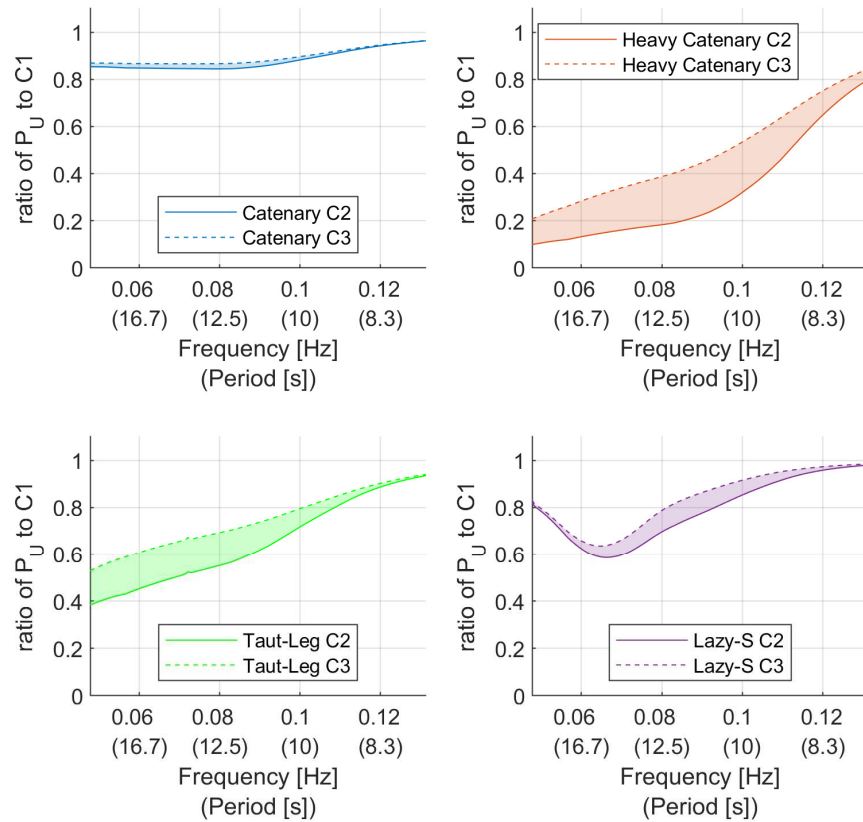 ratio of P_U to C1
1
0.8
0.6
0.4
0.2
0
Catenary C2
Catenary C3
0.06 0.08 0.1 0.12
(16.7) (12.5) (10) (8.3)
Frequency [Hz]
(Period [s])
ratio of P_U to C1
1
0.8
0.6
0.4
0.2
0
Heavy Catenary C2
Heavy Catenary C3
0.06 0.08 0.1 0.12
(16.7) (12.5) (10) (8.3)
Frequency [Hz]
(Period [s])
ratio of P_U to C1
1
0.8
0.6
0.4
0.2
0
Taut-Leg C2
Taut-Leg C3
0.06 0.08 0.1 0.12
(16.7) (12.5) (10) (8.3)
Frequency [Hz]
(Period [s])
ratio of P_U to C1
1
0.8
0.6
0.4
0.2
0
Lazy-S C2
Lazy-S C3
0.06 0.08 0.1 0.12
(16.7) (12.5) (10) (8.3)
Frequency [Hz]
(Period [s])